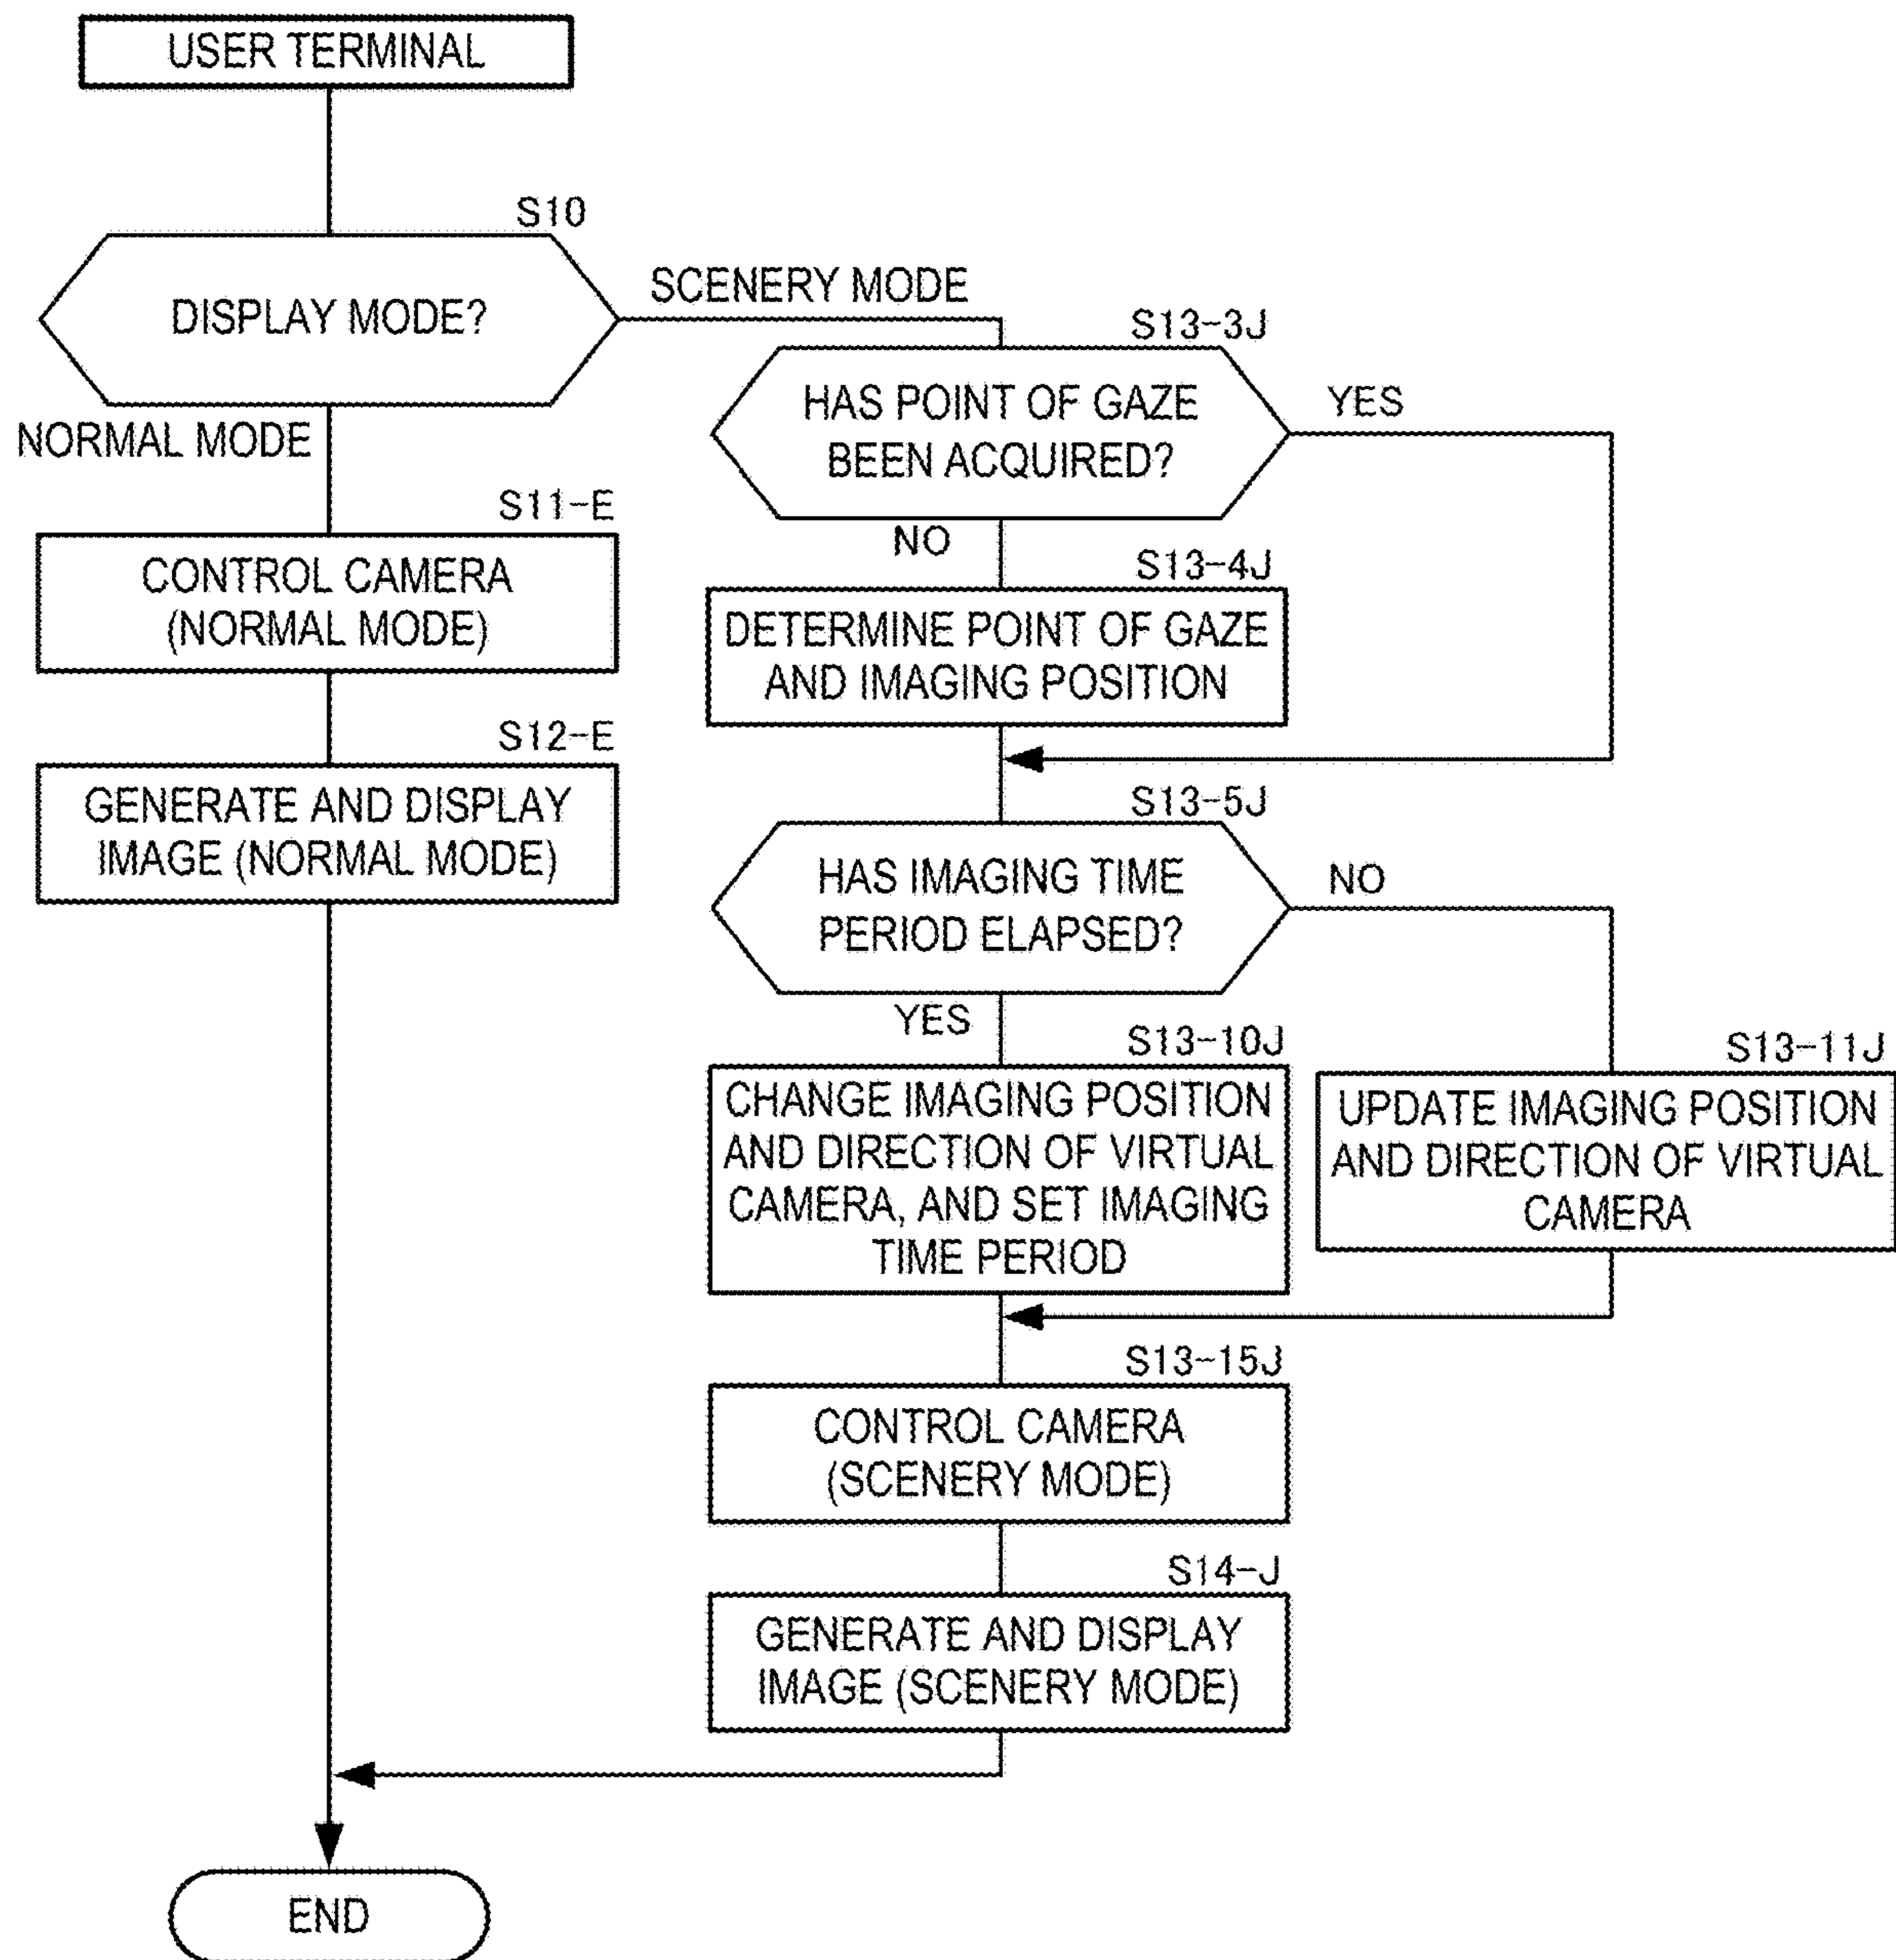 USER TERMINAL
S10
DISPLAY MODE?
SCENERY MODE
NORMAL MODE
S11-E
CONTROL CAMERA
(NORMAL MODE)
S12-E
GENERATE AND DISPLAY
IMAGE (NORMAL MODE)
S13-3J
HAS POINT OF GAZE
BEEN ACQUIRED?
YES
NO
S13-4J
DETERMINE POINT OF GAZE
AND IMAGING POSITION
S13-5J
HAS IMAGING TIME
PERIOD ELAPSED?
NO
YES
S13-10J
CHANGE IMAGING POSITION
AND DIRECTION OF VIRTUAL
CAMERA, AND SET IMAGING
TIME PERIOD
S13-11J
UPDATE IMAGING POSITION
AND DIRECTION OF VIRTUAL
CAMERA
S13-15J
CONTROL CAMERA
(SCENERY MODE)
S14-J
GENERATE AND DISPLAY
IMAGE (SCENERY MODE)
END